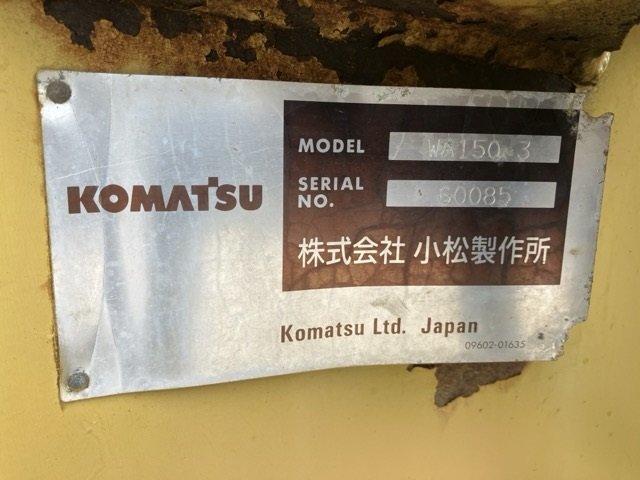 KOMATSU
MODEL WA150-3
SERIAL NO. 60085
株式会社 小松製作所
Komatsu Ltd. Japan
09602-01635